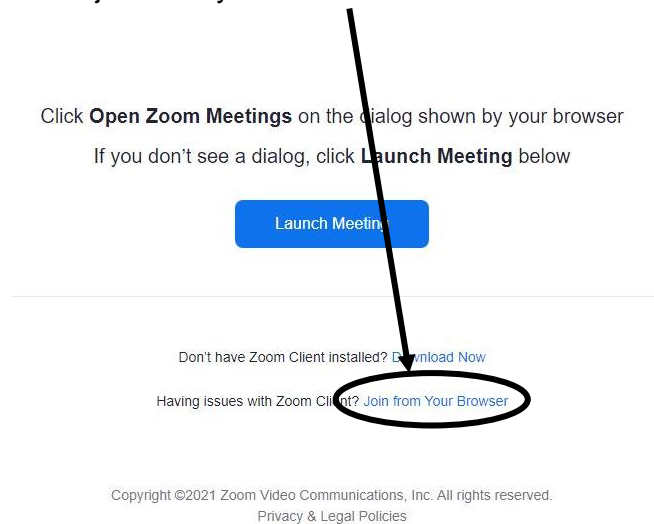 Click Open Zoom Meetings on the dialog shown by your browser
If you don’t see a dialog, click Launch Meeting below
Launch Meeting
Don’t have Zoom Client installed? Download Now
Having issues with Zoom Client? Join from Your Browser
Copyright ©2021 Zoom Video Communications, Inc. All rights reserved.
Privacy & Legal Policies